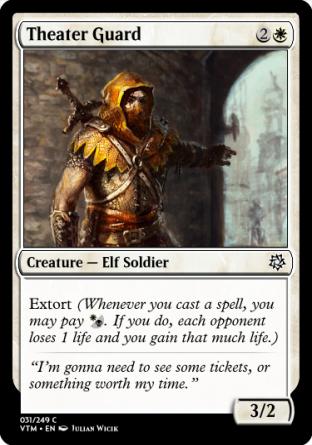 Theater Guard 2
Creature — Elf Soldier
Extort (Whenever you cast a spell, you
may pay . If you do, each opponent
loses 1 life and you gain that much life.)
“I’m gonna need to see some tickets, or
something worth my time.”
031/249 C
VTM • EN Julian Wicik
3/2